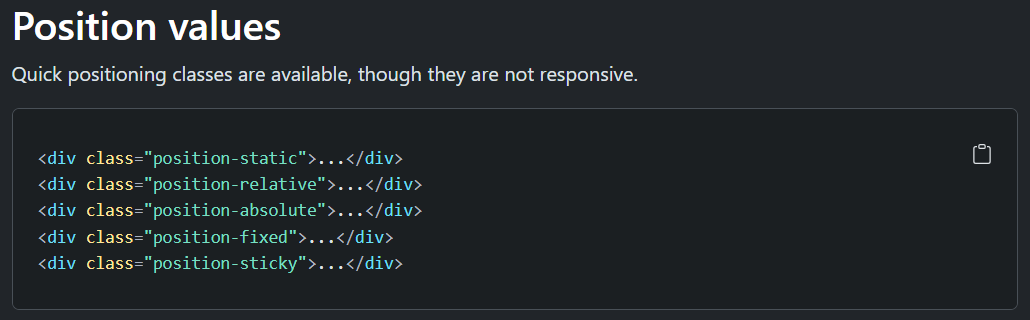 Position values
Quick positioning classes are available, though they are not responsive.
<div class="position-static">...</div>
<div class="position-relative">...</div>
<div class="position-absolute">...</div>
<div class="position-fixed">...</div>
<div class="position-sticky">...</div>